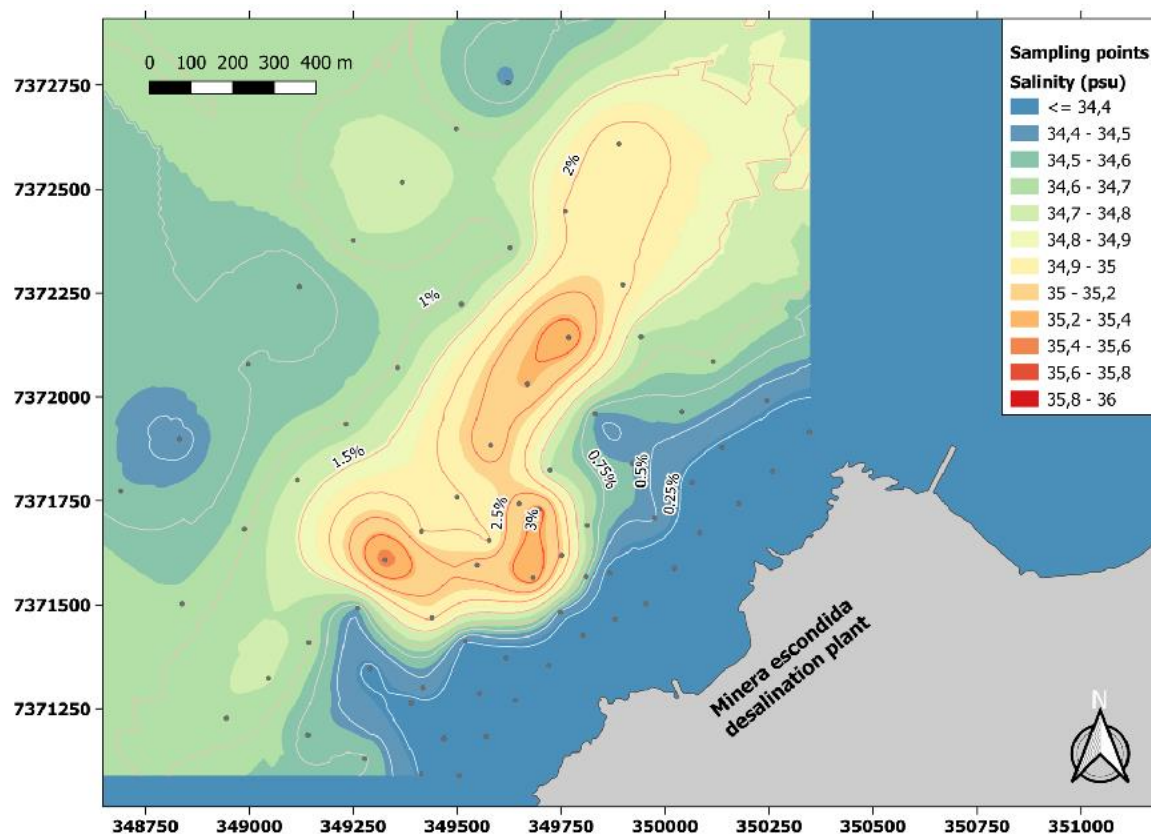 0 100 200 300 400 m
Sampling points
Salinity (psu)
<= 34,4
34,4 - 34,5
34,5 - 34,6
34,6 - 34,7
34,7 - 34,8
34,8 - 34,9
34,9 - 35
35 - 35,2
35,2 - 35,4
35,4 - 35,6
35,6 - 35,8
35,8 - 36
7372750
7372500
7372250
7372000
7371750
7371500
7371250
2%
1%
1.5%
0.75%
0.5%
0.25%
2.5%
3%
Minera escondida
desalination plant
N
348750 349000 349250 349500 349750 350000 350250 350500 350750 351000